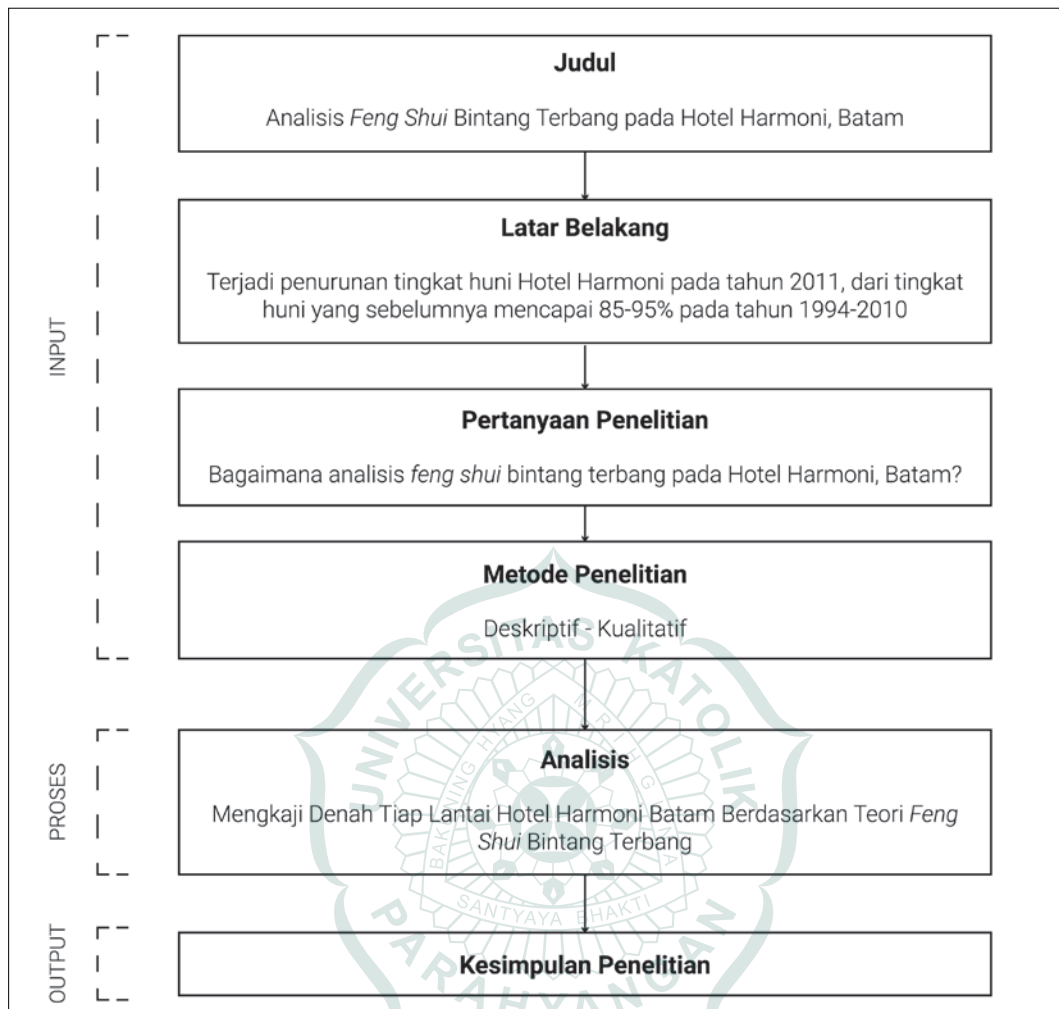 INPUT
Judul
Analisis Feng Shui Bintang Terbang pada Hotel Harmoni, Batam
Latar Belakang
Terjadi penurunan tingkat huni Hotel Harmoni pada tahun 2011, dari tingkat
huni yang sebelumnya mencapai 85-95% pada tahun 1994-2010
Pertanyaan Penelitian
Bagaimana analisis feng shui bintang terbang pada Hotel Harmoni, Batam?
Metode Penelitian
Deskriptif - Kualitatif
PROSES
Analisis
Mengkaji Denah Tiap Lantai Hotel Harmoni Batam Berdasarkan Teori Feng
Shui Bintang Terbang
OUTPUT
Kesimpulan Penelitian
UNIVERSITAS KATOLIK
PARAHYANGAN
SANTYAYA BHAKTI